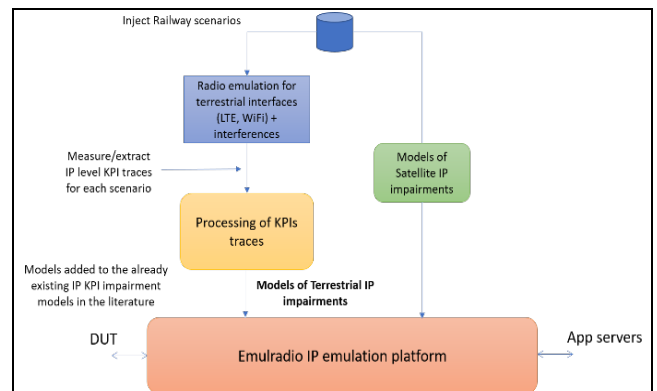 Inject Railway scenarios
Radio emulation for
terrestrial interfaces
(LTE, WiFi) +
interferences
Measure/extract
IP level KPI traces
for each scenario
Models of
Satellite IP
impairments
Processing of KPIs
traces
Models added to the already
existing IP KPI impairment
models in the literature
Models of Terrestrial IP
impairments
DUT
Emulradio IP emulation platform
App servers